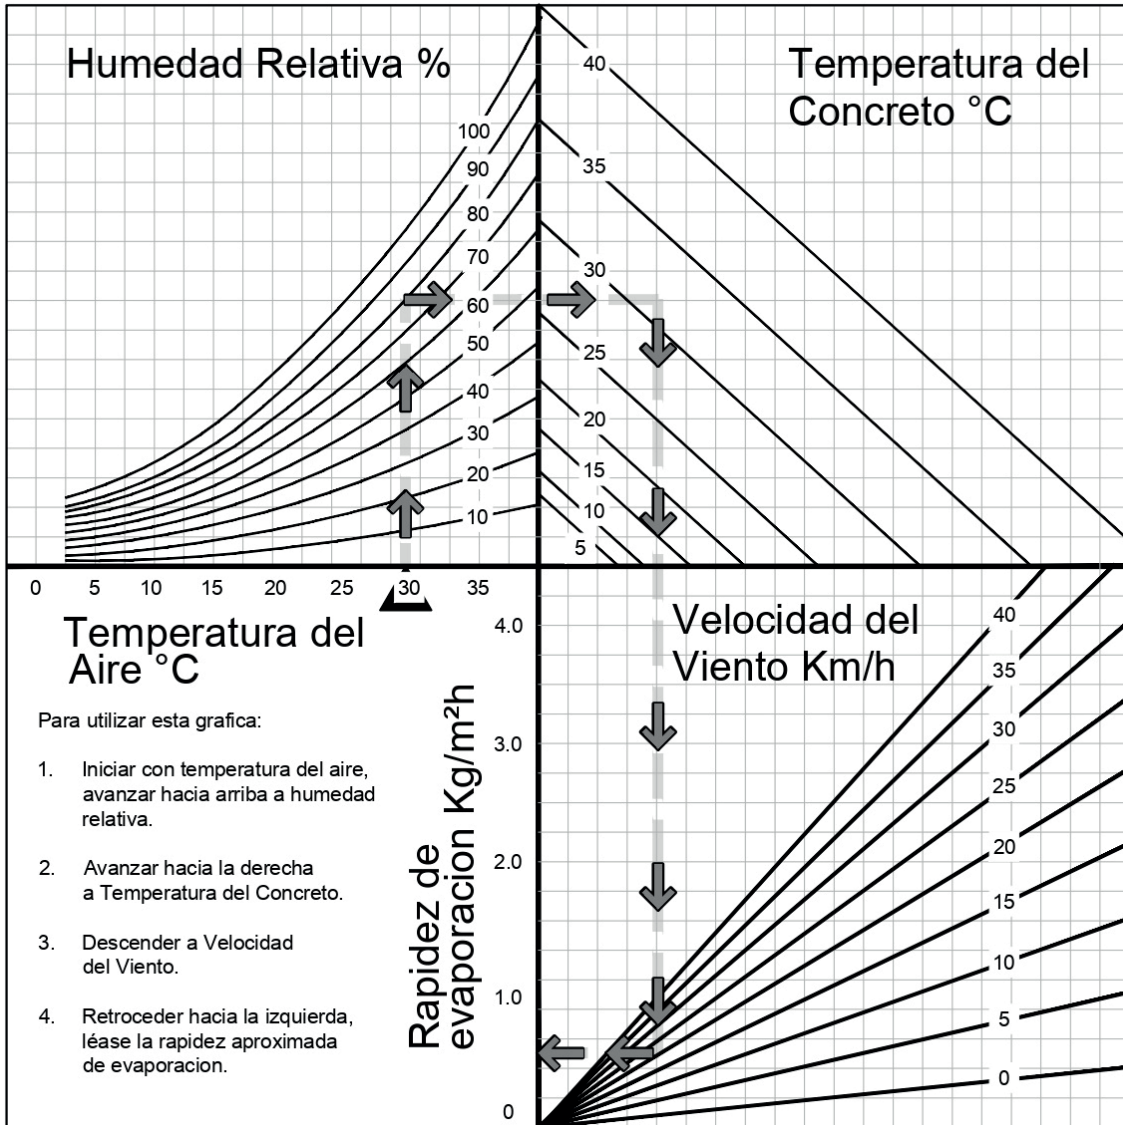 Humedad Relativa %
100
90
80
70
60
50
40
30
20
10
Temperatura del
Concreto °C
40
35
30
25
20
15
10
5
0 5 10 15 20 25 30 35
Temperatura del
Aire °C
Para utilizar esta grafica:
1. Iniciar con temperatura del aire,
avanzar hacia arriba a humedad
relativa.
2. Avanzar hacia la derecha
a Temperatura del Concreto.
3. Descender a Velocidad
del Viento.
4. Retroceder hacia la izquierda,
léase la rapidez aproximada
de evaporacion.
Rapidez de
evaporacion Kg/m²h
4.0
3.0
2.0
1.0
0
Velocidad del
Viento Km/h
40
35
30
25
20
15
10
5
0